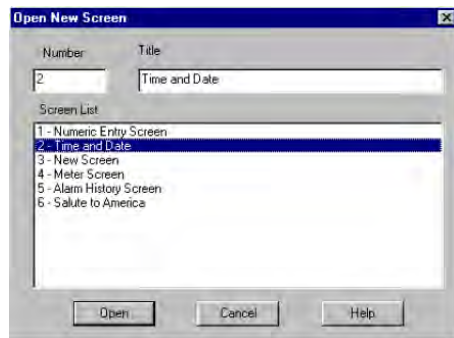 Open New Screen
Number Title
2 Time and Date
Screen List
1 - Numeric Entry Screen
2 - Time and Date
3 - New Screen
4 - Meter Screen
5 - Alarm History Screen
6 - Salute to America
Open Cancel Help